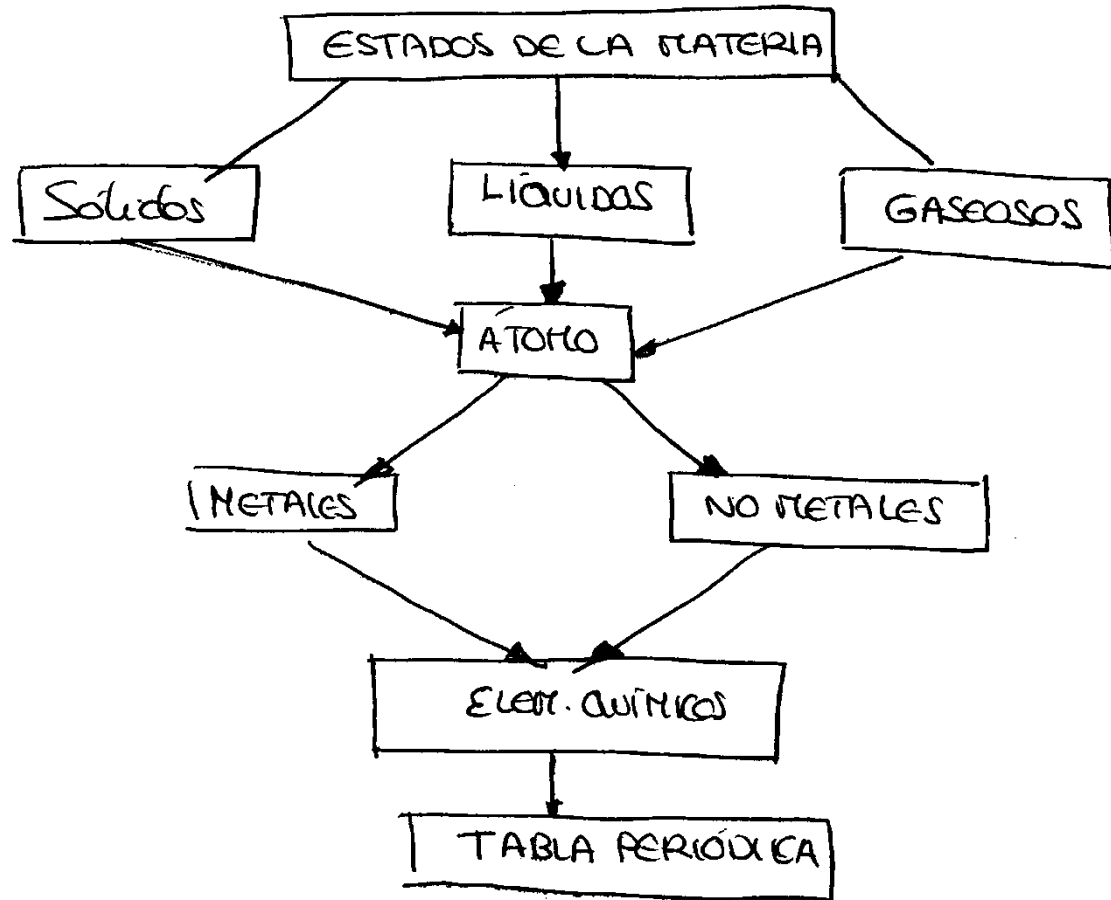 ESTADOS DE LA MATERIA
Sólidos
LÍQUIDOS
GASEOSOS
ÁTOMO
METALES
NO METALES
ELEM. QUÍMICOS
TABLA PERIÓDICA